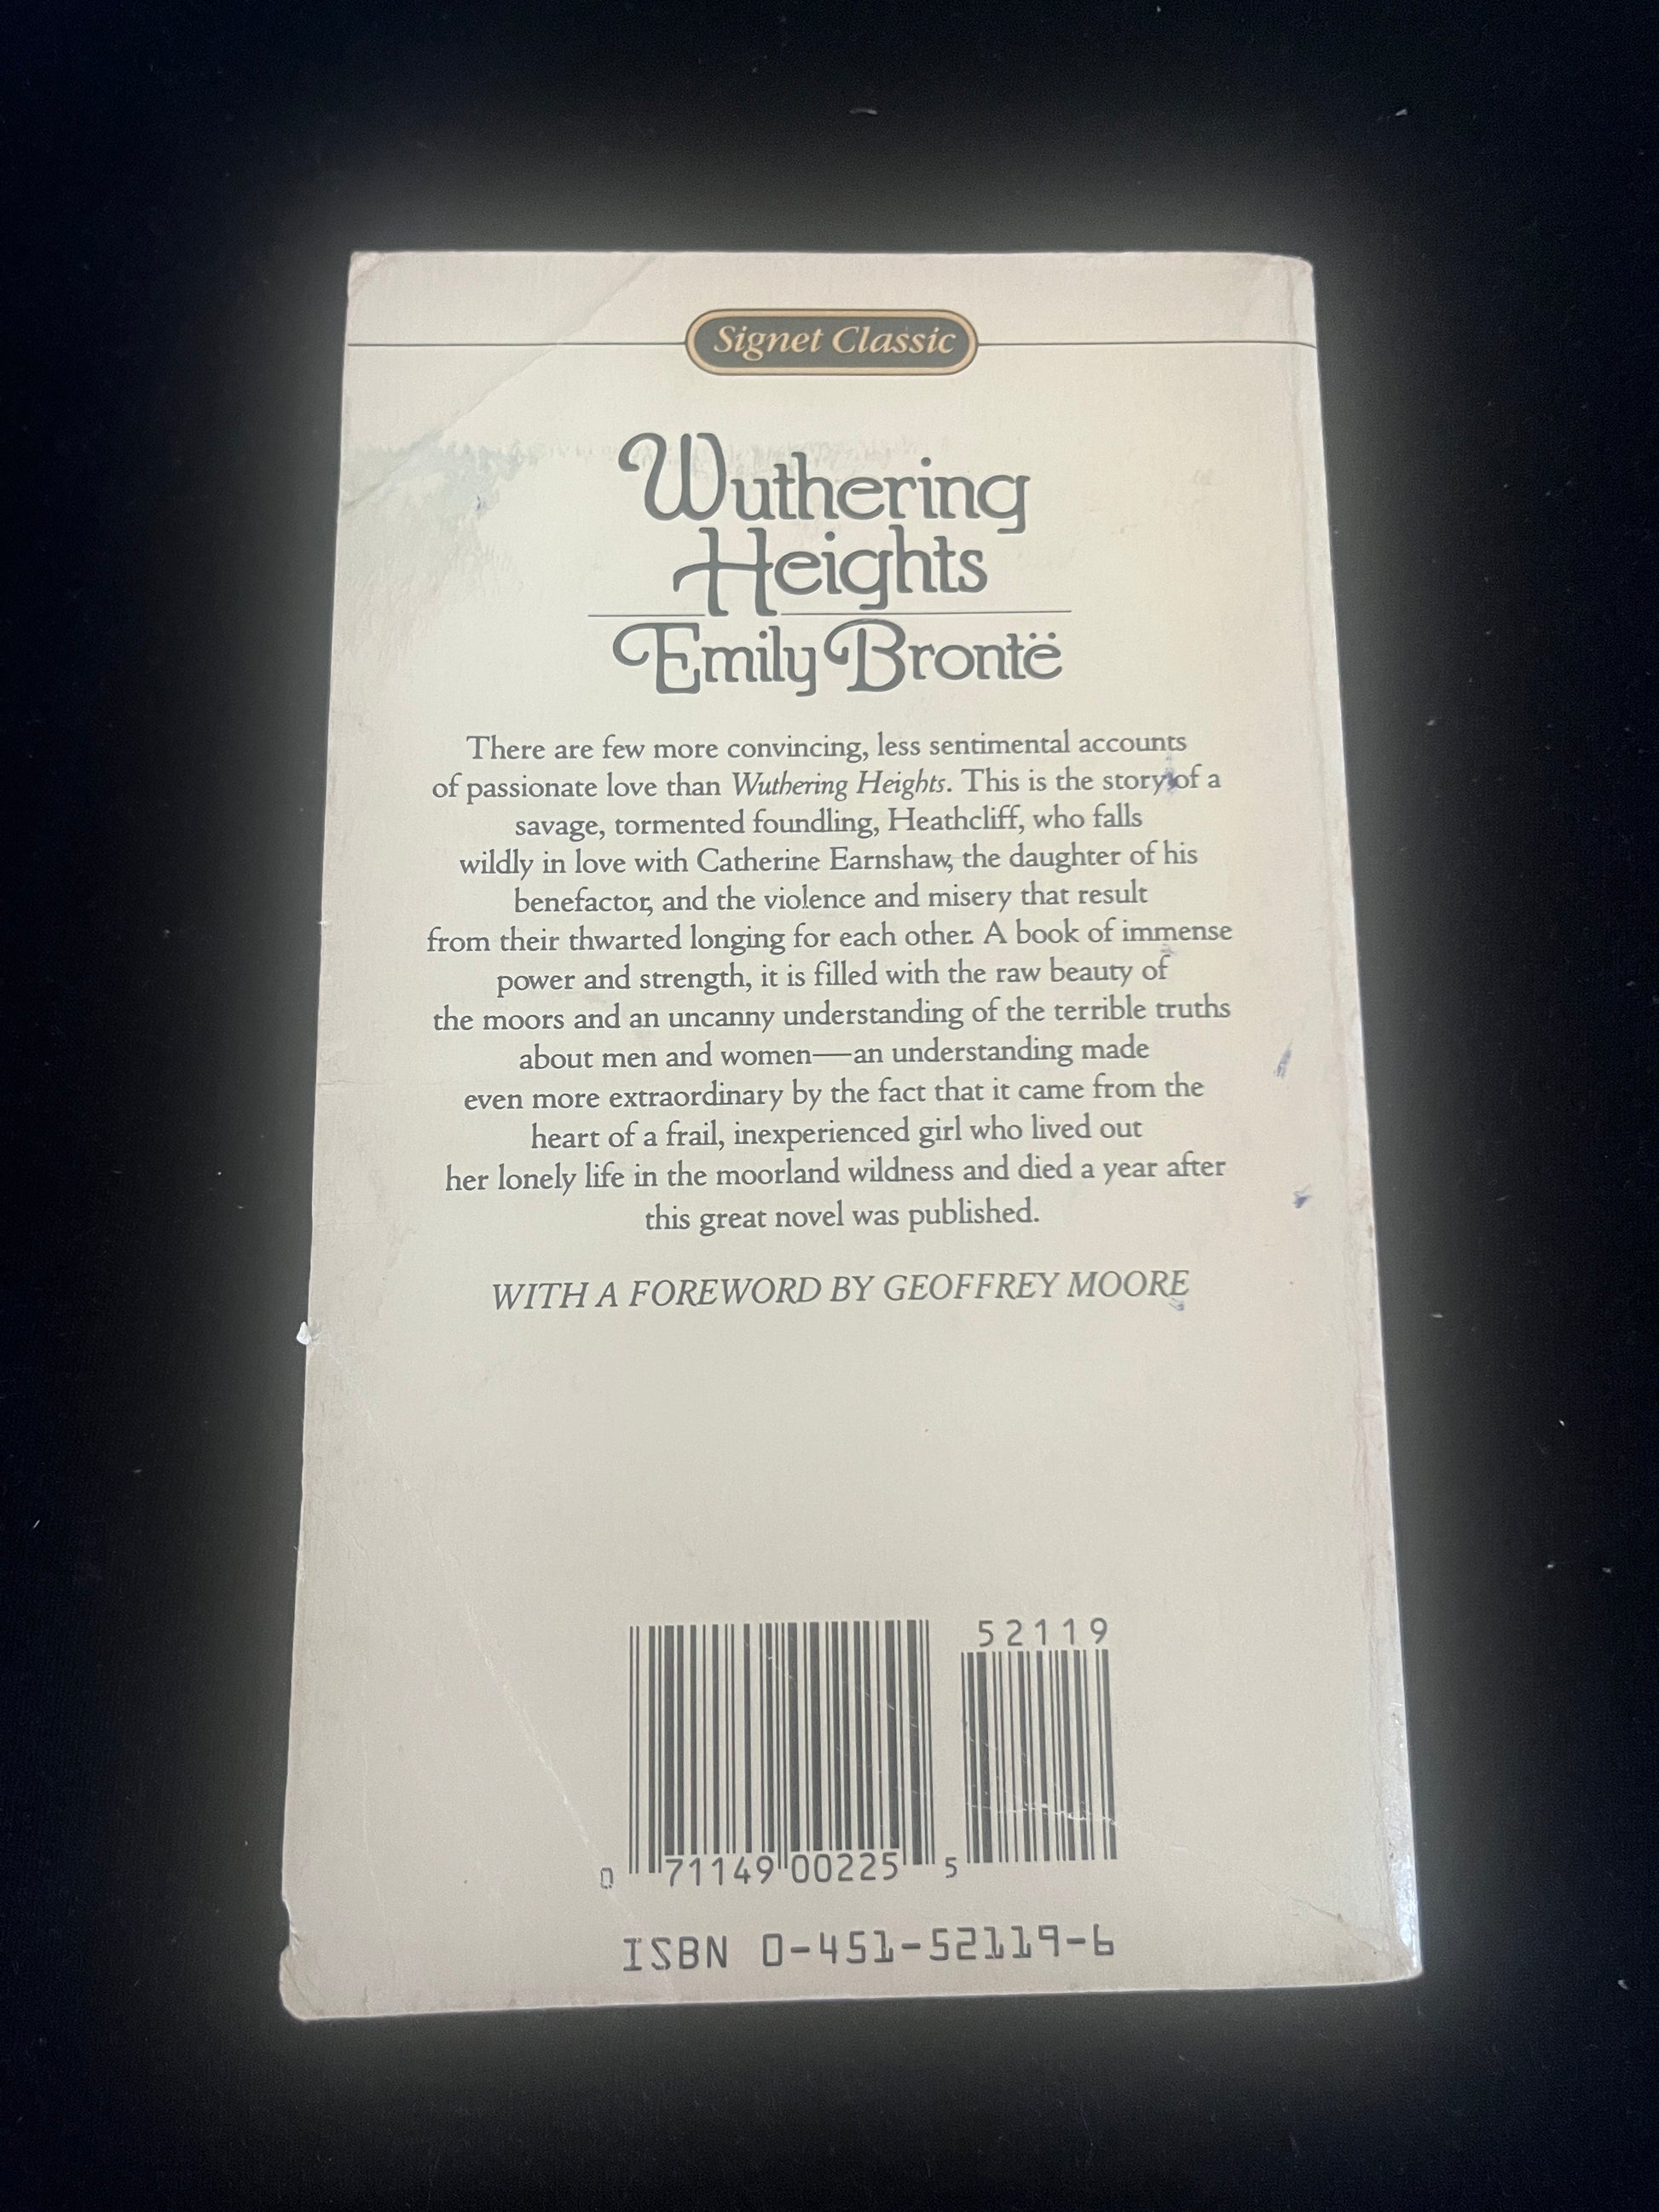 Signet Classic
Wuthering
Heights
Emily Brontë
There are few more convincing, less sentimental accounts
of passionate love than Wuthering Heights. This is the story of a
savage, tormented foundling, Heathcliff, who falls
wildly in love with Catherine Earnshaw, the daughter of his
benefactor, and the violence and misery that result
from their thwarted longing for each other. A book of immense
power and strength, it is filled with the raw beauty of
the moors and an uncanny understanding of the terrible truths
about men and women—an understanding made
even more extraordinary by the fact that it came from the
heart of a frail, inexperienced girl who lived out
her lonely life in the moorland wildness and died a year after
this great novel was published.
WITH A FOREWORD BY GEOFFREY MOORE
52119
0 71149 00225 5
ISBN 0-451-52119-6